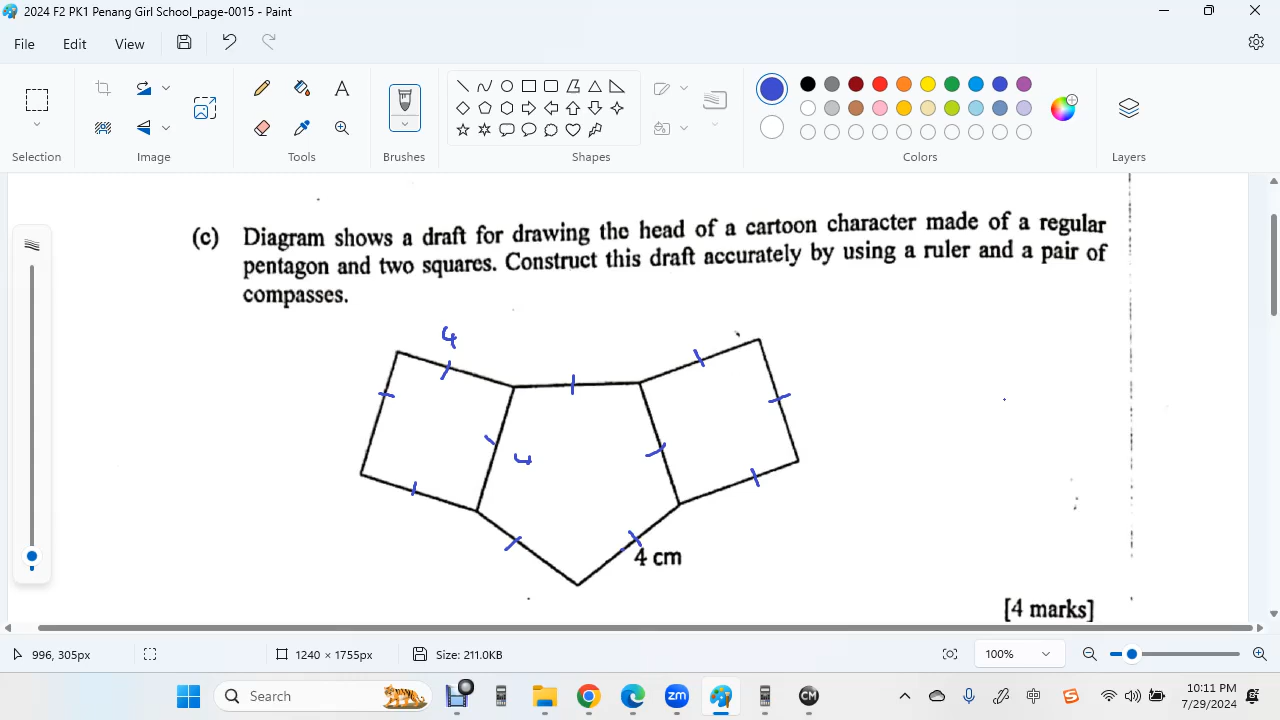 2024 F2 PK1 Penang Girl School_page-0015 - Paint
File Edit View
Selection Image Tools Brushes Shapes Colors Layers
(c) Diagram shows a draft for drawing the head of a cartoon character made of a regular
pentagon and two squares. Construct this draft accurately by using a ruler and a pair of
compasses.
4
4
4 cm
[4 marks]
996, 305px 1240 × 1755px Size: 211.0KB 100%
Search zm CM 中 S 10:11 PM
7/29/2024